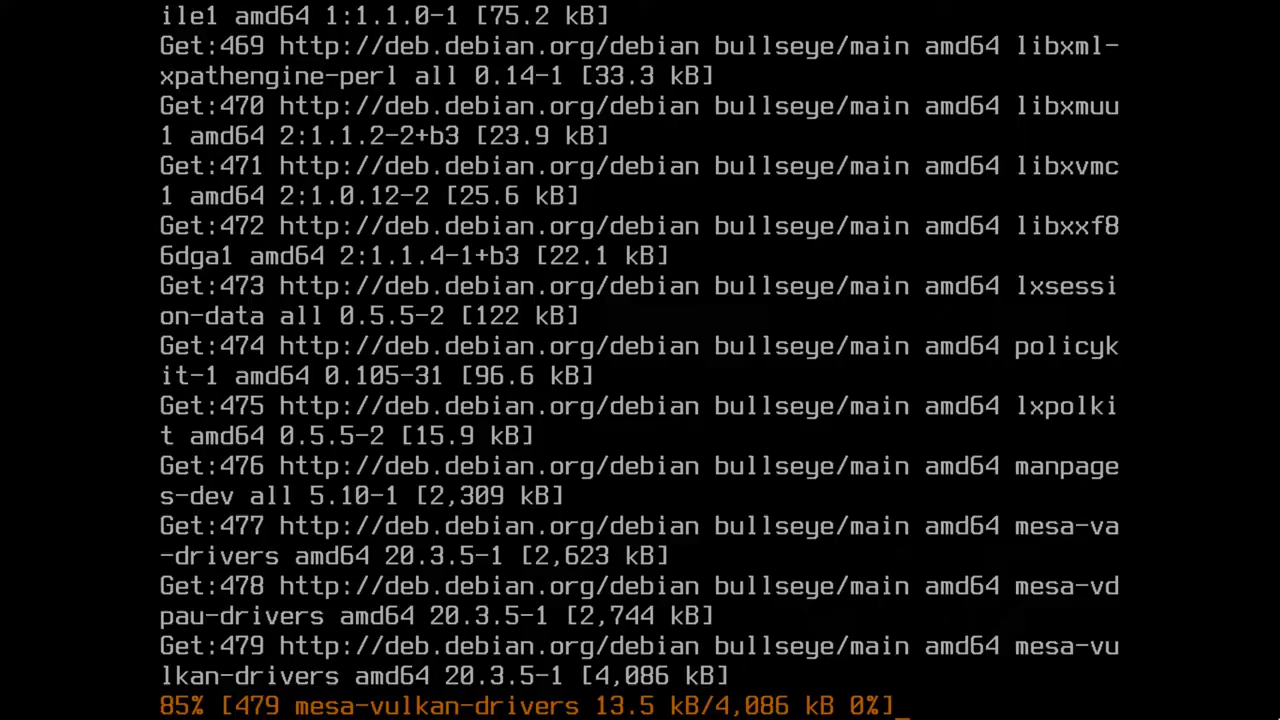 ile1 amd64 1:1.1.0-1 [75.2 kB]
Get:469 http://deb.debian.org/debian bullseye/main amd64 libxml-
xpathengine-perl all 0.14-1 [33.3 kB]
Get:470 http://deb.debian.org/debian bullseye/main amd64 libxmuu
1 amd64 2:1.1.2-2+b3 [23.9 kB]
Get:471 http://deb.debian.org/debian bullseye/main amd64 libxvmc
1 amd64 2:1.0.12-2 [25.6 kB]
Get:472 http://deb.debian.org/debian bullseye/main amd64 libxxf8
6dga1 amd64 2:1.1.4-1+b3 [22.1 kB]
Get:473 http://deb.debian.org/debian bullseye/main amd64 lxsessi
on-data all 0.5.5-2 [122 kB]
Get:474 http://deb.debian.org/debian bullseye/main amd64 policyk
it-1 amd64 0.105-31 [96.6 kB]
Get:475 http://deb.debian.org/debian bullseye/main amd64 lxpolki
t amd64 0.5.5-2 [15.9 kB]
Get:476 http://deb.debian.org/debian bullseye/main amd64 manpage
s-dev all 5.10-1 [2,309 kB]
Get:477 http://deb.debian.org/debian bullseye/main amd64 mesa-va
-drivers amd64 20.3.5-1 [2,623 kB]
Get:478 http://deb.debian.org/debian bullseye/main amd64 mesa-vd
pau-drivers amd64 20.3.5-1 [2,744 kB]
Get:479 http://deb.debian.org/debian bullseye/main amd64 mesa-vu
lkan-drivers amd64 20.3.5-1 [4,086 kB]
85% [479 mesa-vulkan-drivers 13.5 kB/4,086 kB 0%]_